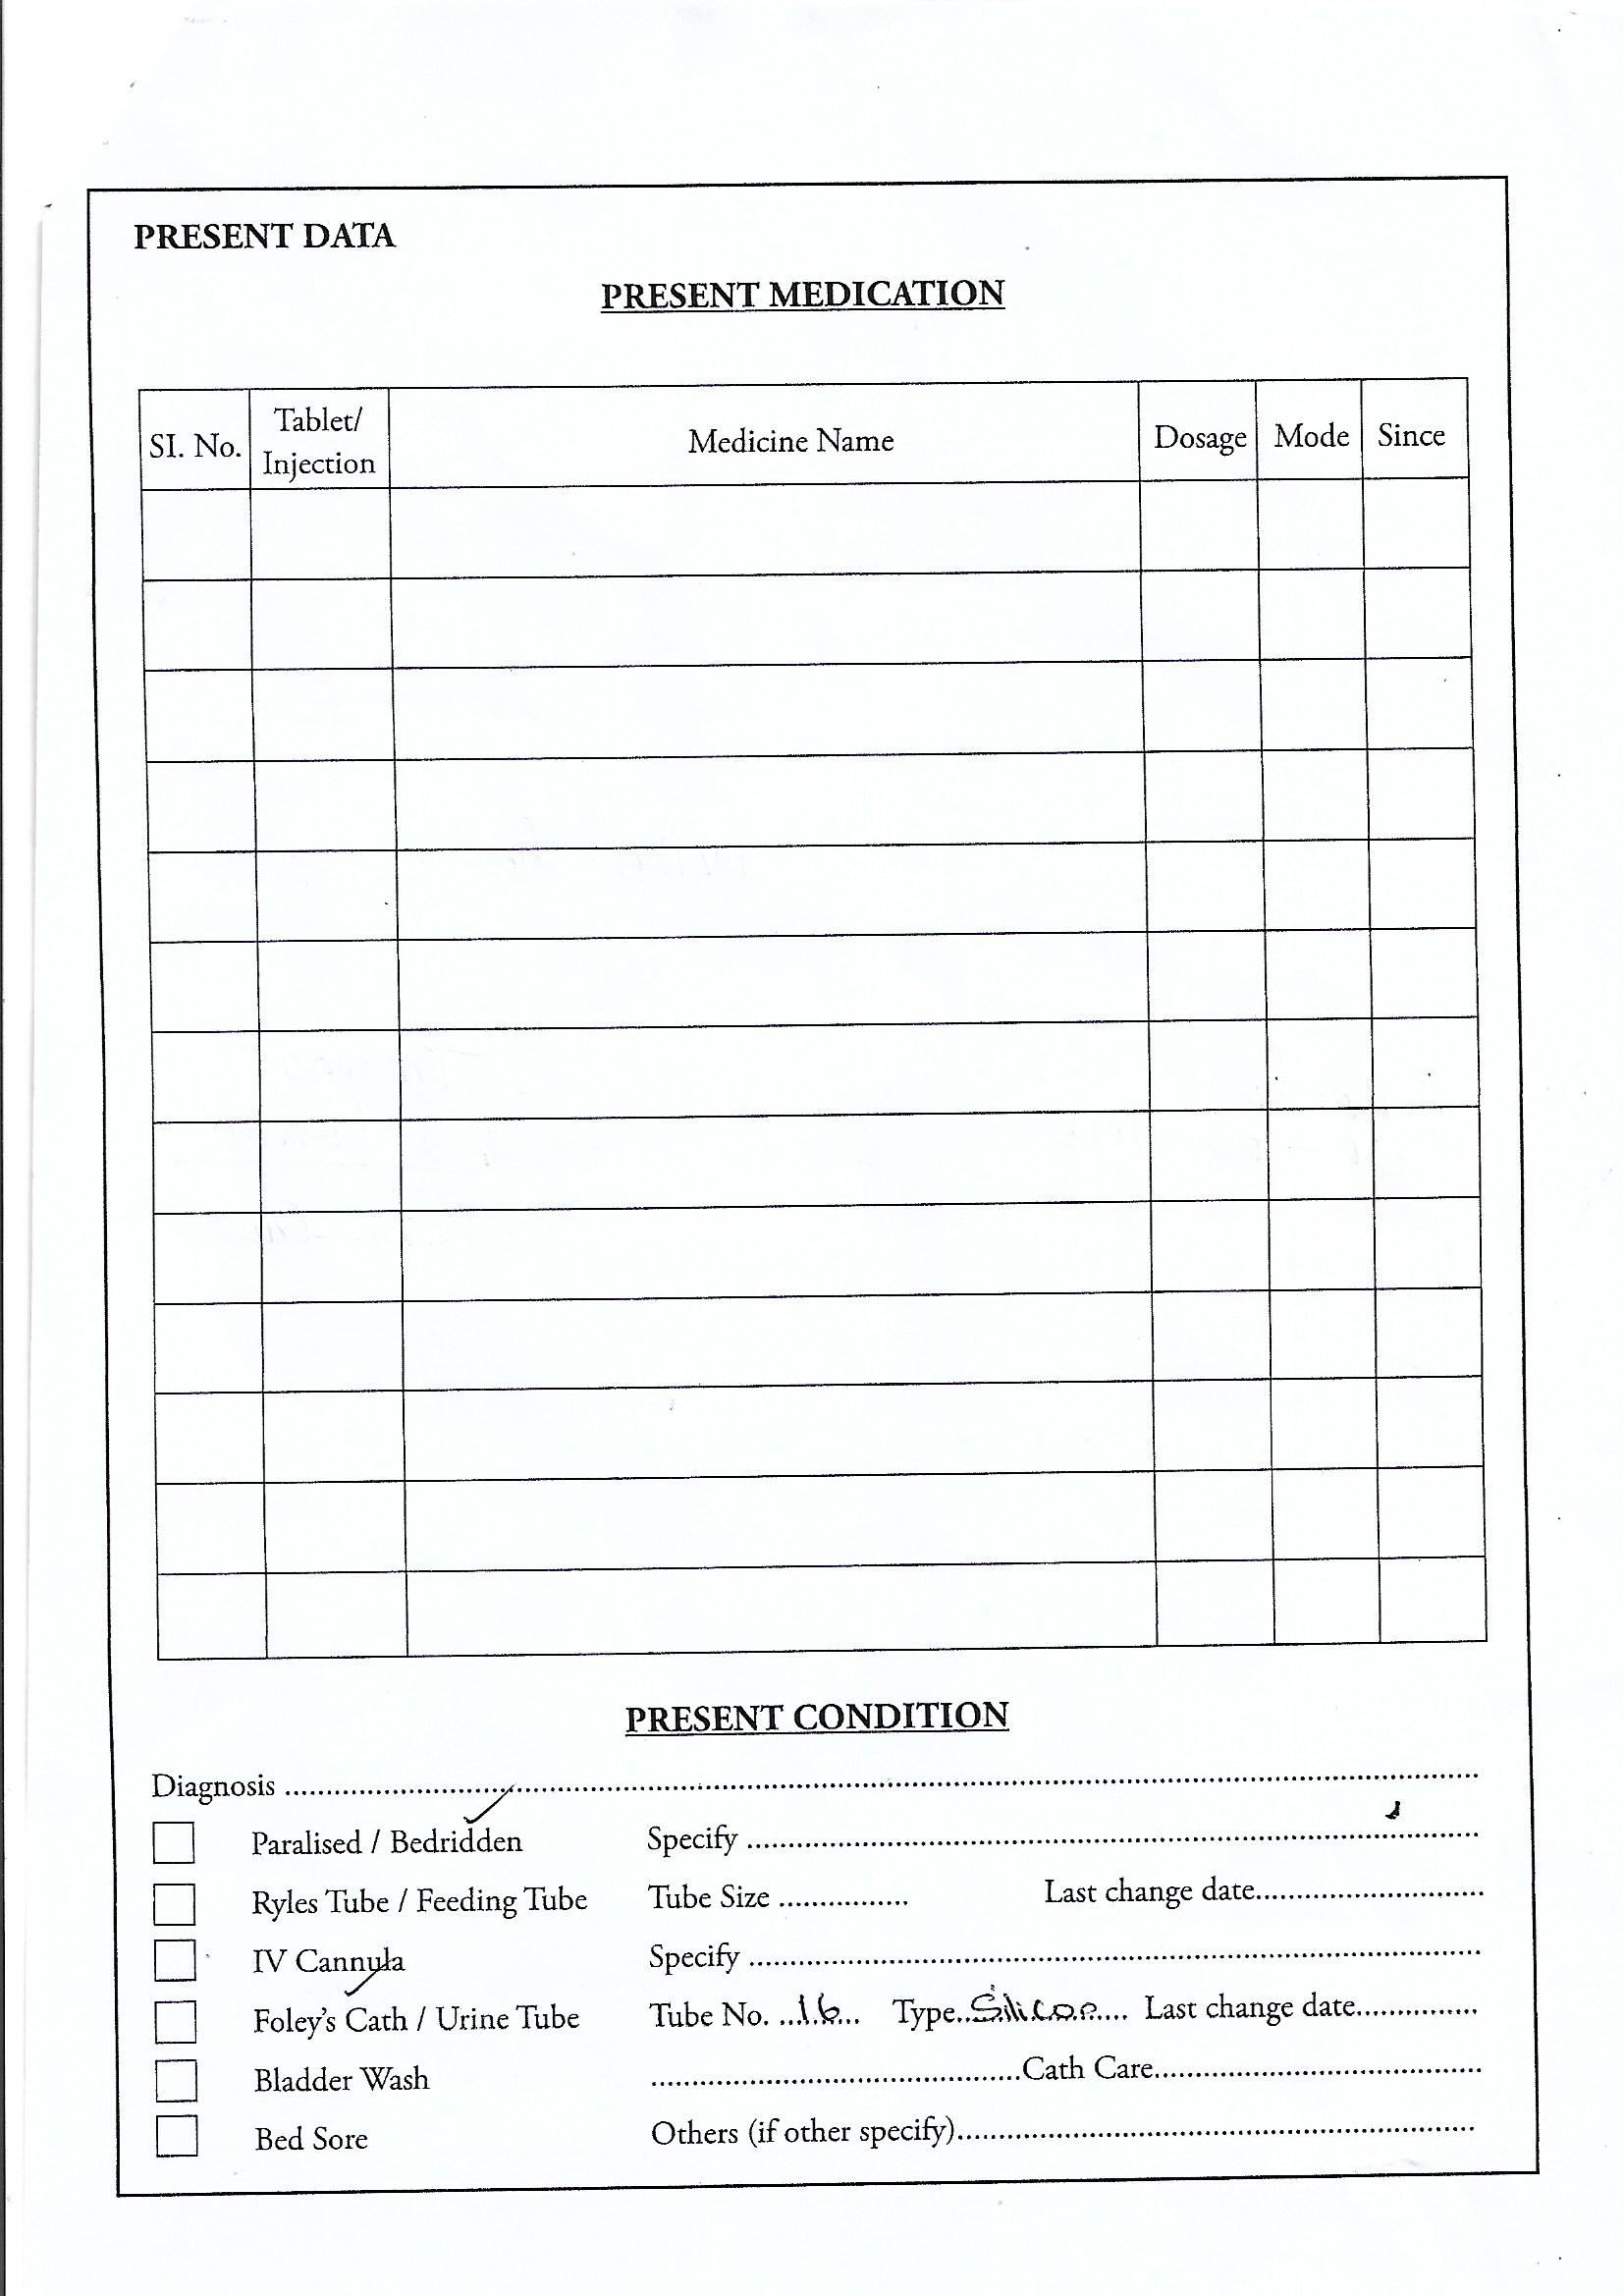 PRESENT DATA
PRESENT MEDICATION
SI. No. Tablet/ Injection Medicine Name Dosage Mode Since
PRESENT CONDITION
Diagnosis ..........
Paralised / Bedridden Specify ..........
Ryles Tube / Feeding Tube Tube Size .......... Last change date..........
IV Cannula Specify ..........
Foley's Cath / Urine Tube Tube No. ...16... Type..Silicon.... Last change date..........
Bladder Wash ..........Cath Care..........
Bed Sore Others (if other specify)..........